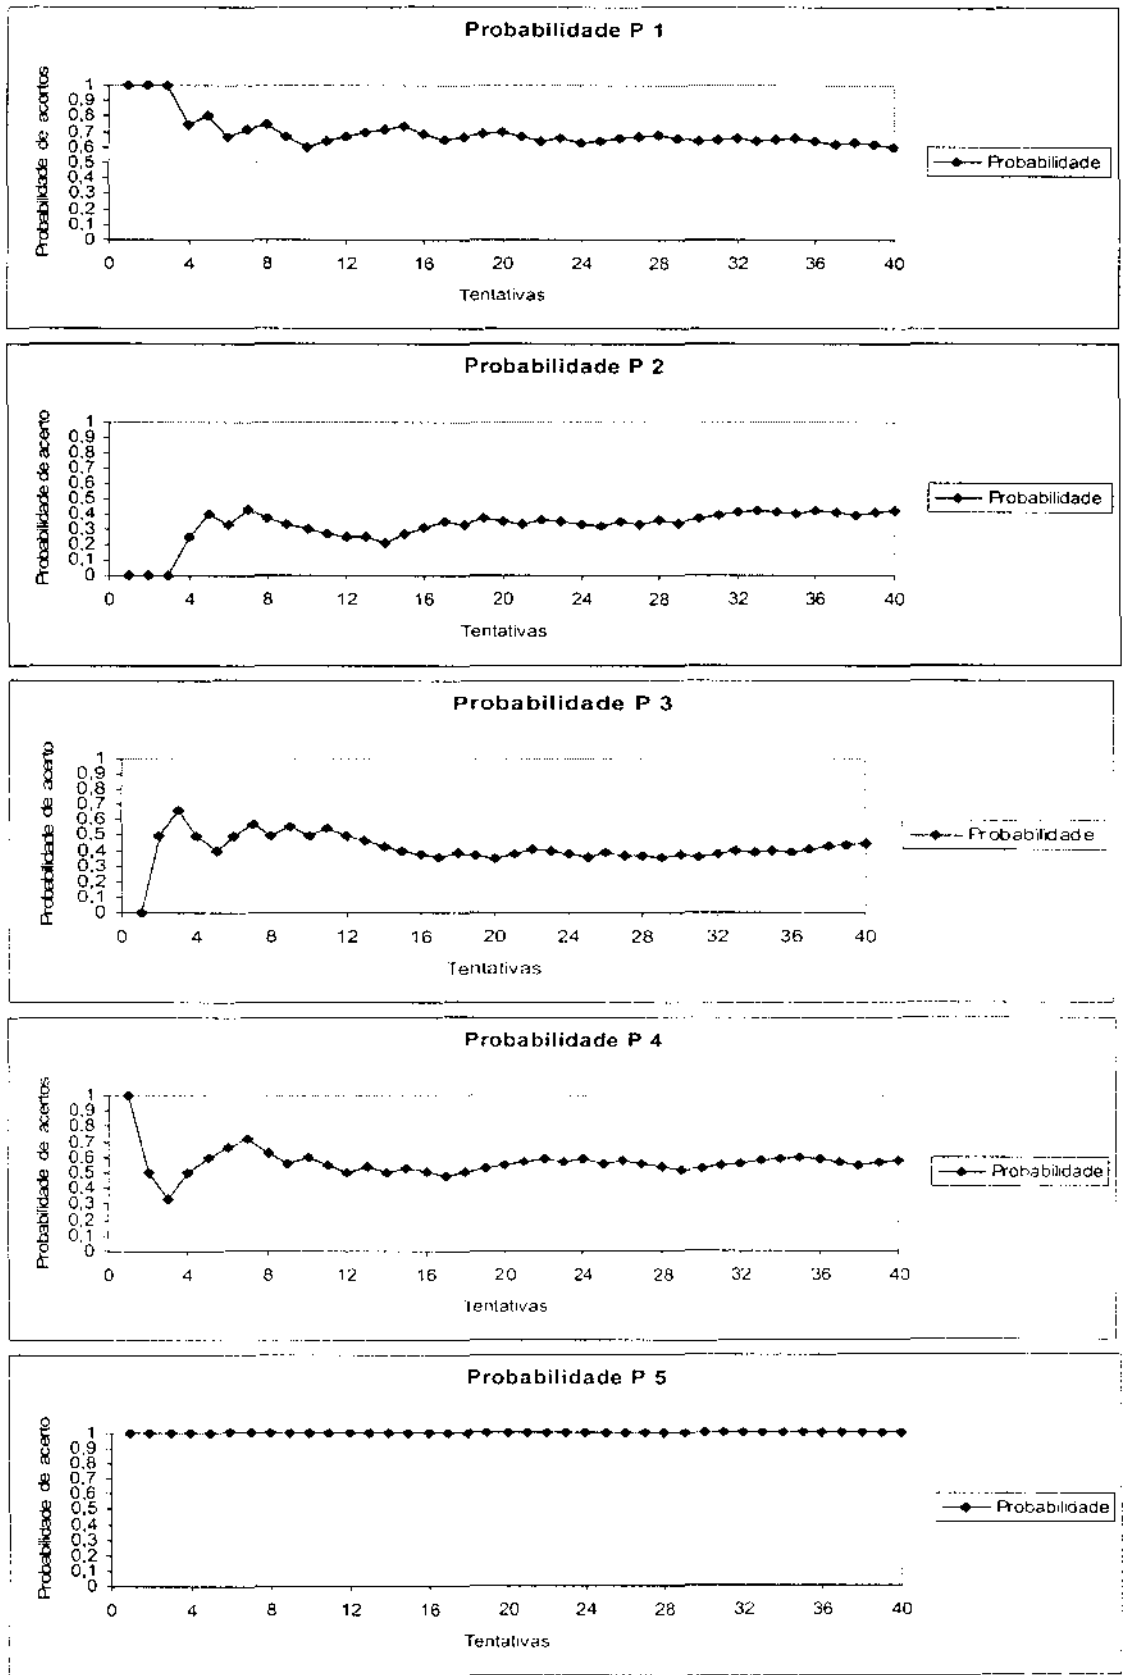 Probabilidade P 1
Probabilidade de acertos
1
0,9
0,8
0,7
0,6
0,5
0,4
0,3
0,2
0,1
0
0 4 8 12 16 20 24 28 32 36 40
Tentativas
Probabilidade
Probabilidade P 2
Probabilidade de acerto
1
0,9
0,8
0,7
0,6
0,5
0,4
0,3
0,2
0,1
0
0 4 8 12 16 20 24 28 32 36 40
Tentativas
Probabilidade
Probabilidade P 3
Probabilidade de acerto
1
0,9
0,8
0,7
0,6
0,5
0,4
0,3
0,2
0,1
0
0 4 8 12 16 20 24 28 32 36 40
Tentativas
Probabilidade
Probabilidade P 4
Probabilidade de acertos
1
0,9
0,8
0,7
0,6
0,5
0,4
0,3
0,2
0,1
0
0 4 8 12 16 20 24 28 32 36 40
Tentativas
Probabilidade
Probabilidade P 5
Probabilidade de acerto
1
0,9
0,8
0,7
0,6
0,5
0,4
0,3
0,2
0,1
0
0 4 8 12 16 20 24 28 32 36 40
Tentativas
Probabilidade